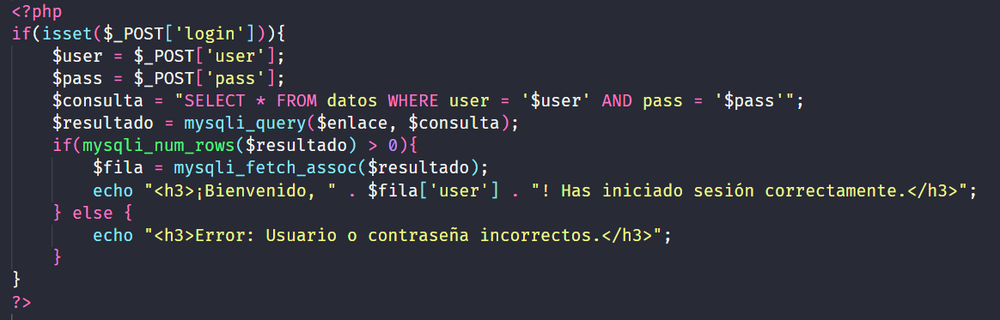 <?php
if(isset($_POST['login'])){
    $user = $_POST['user'];
    $pass = $_POST['pass'];
    $consulta = "SELECT * FROM datos WHERE user = '$user' AND pass = '$pass'";
    $resultado = mysqli_query($enlace, $consulta);
    if(mysqli_num_rows($resultado) > 0){
        $fila = mysqli_fetch_assoc($resultado);
        echo "<h3>¡Bienvenido, " . $fila['user'] . "! Has iniciado sesión correctamente.</h3>";
    } else {
        echo "<h3>Error: Usuario o contraseña incorrectos.</h3>";
    }
}
?>